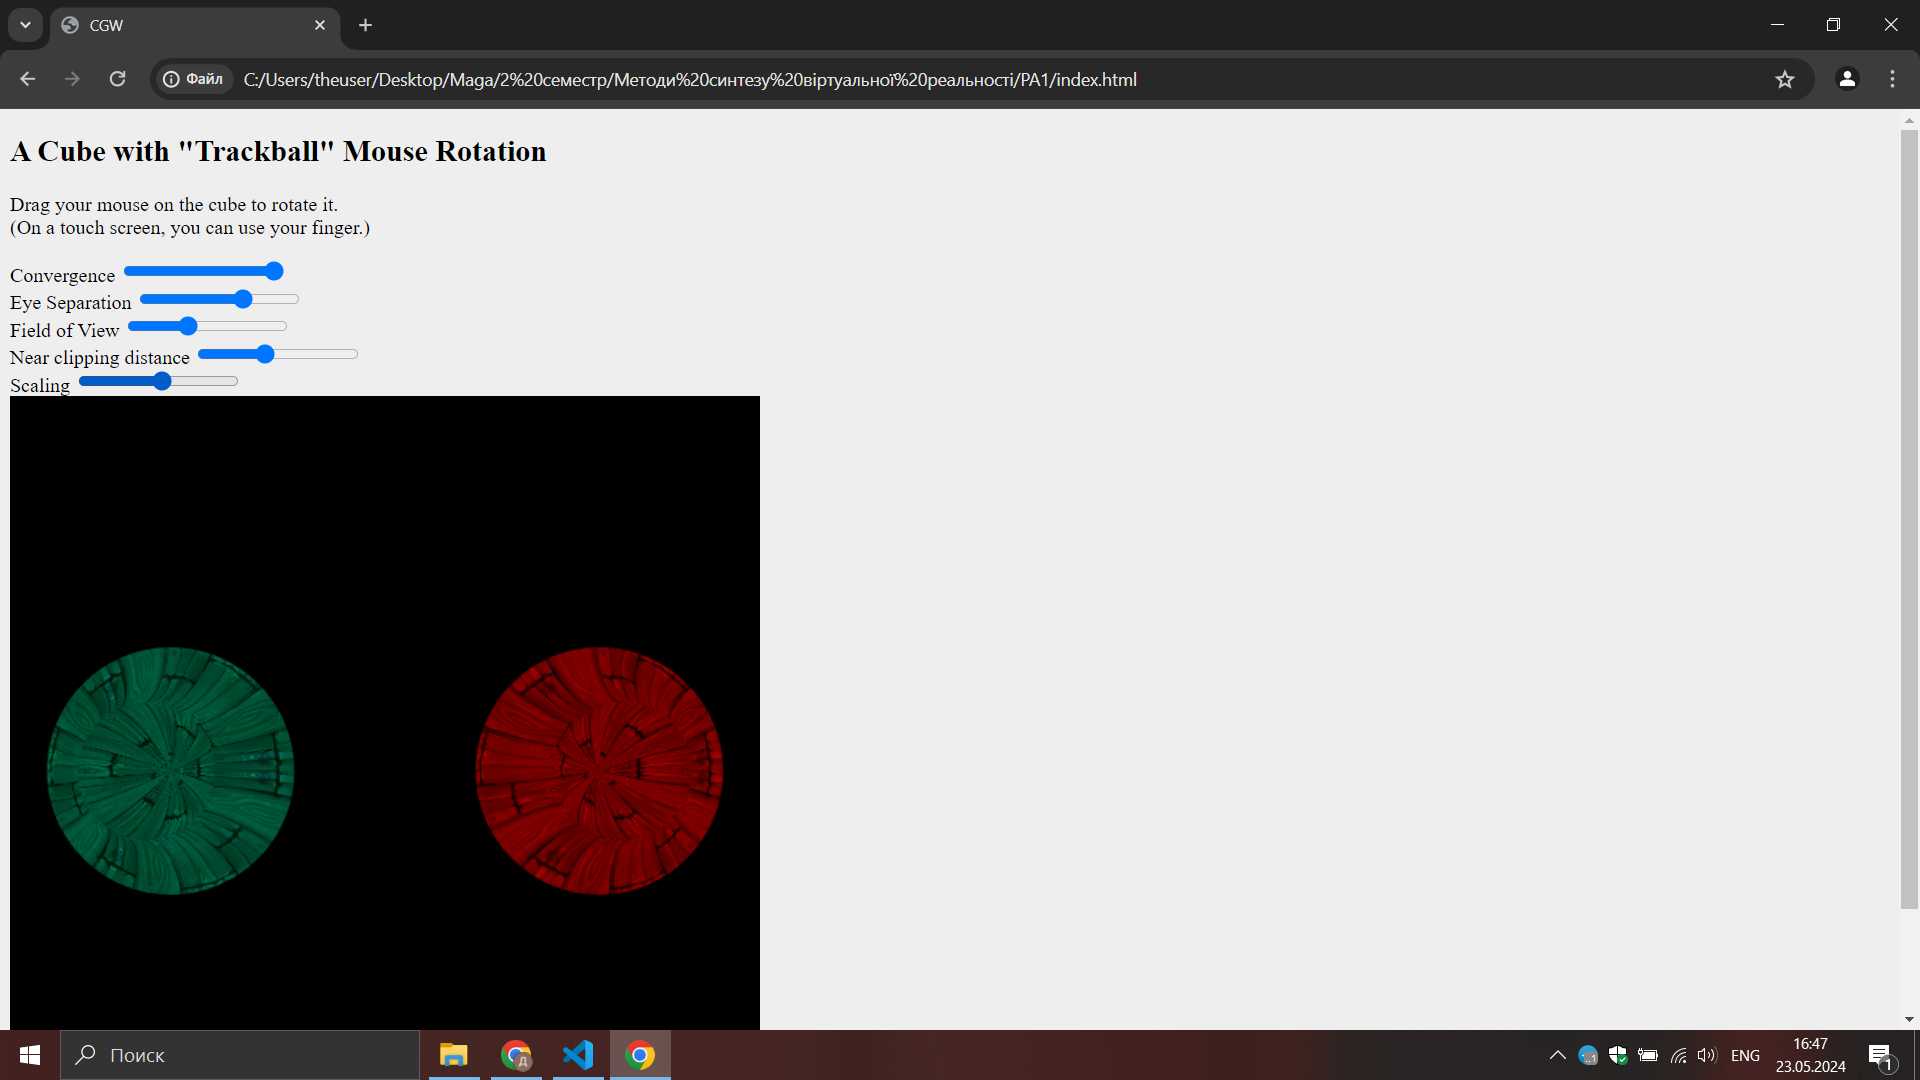 CGW
Файл
C:/Users/theuser/Desktop/Maga/2%20семестр/Методи%20синтезу%20віртуальної%20реальності/PA1/index.html
A Cube with "Trackball" Mouse Rotation
Drag your mouse on the cube to rotate it.
(On a touch screen, you can use your finger.)
Convergence
Eye Separation
Field of View
Near clipping distance
Scaling
Поиск
Д
ENG
16:47
23.05.2024
1